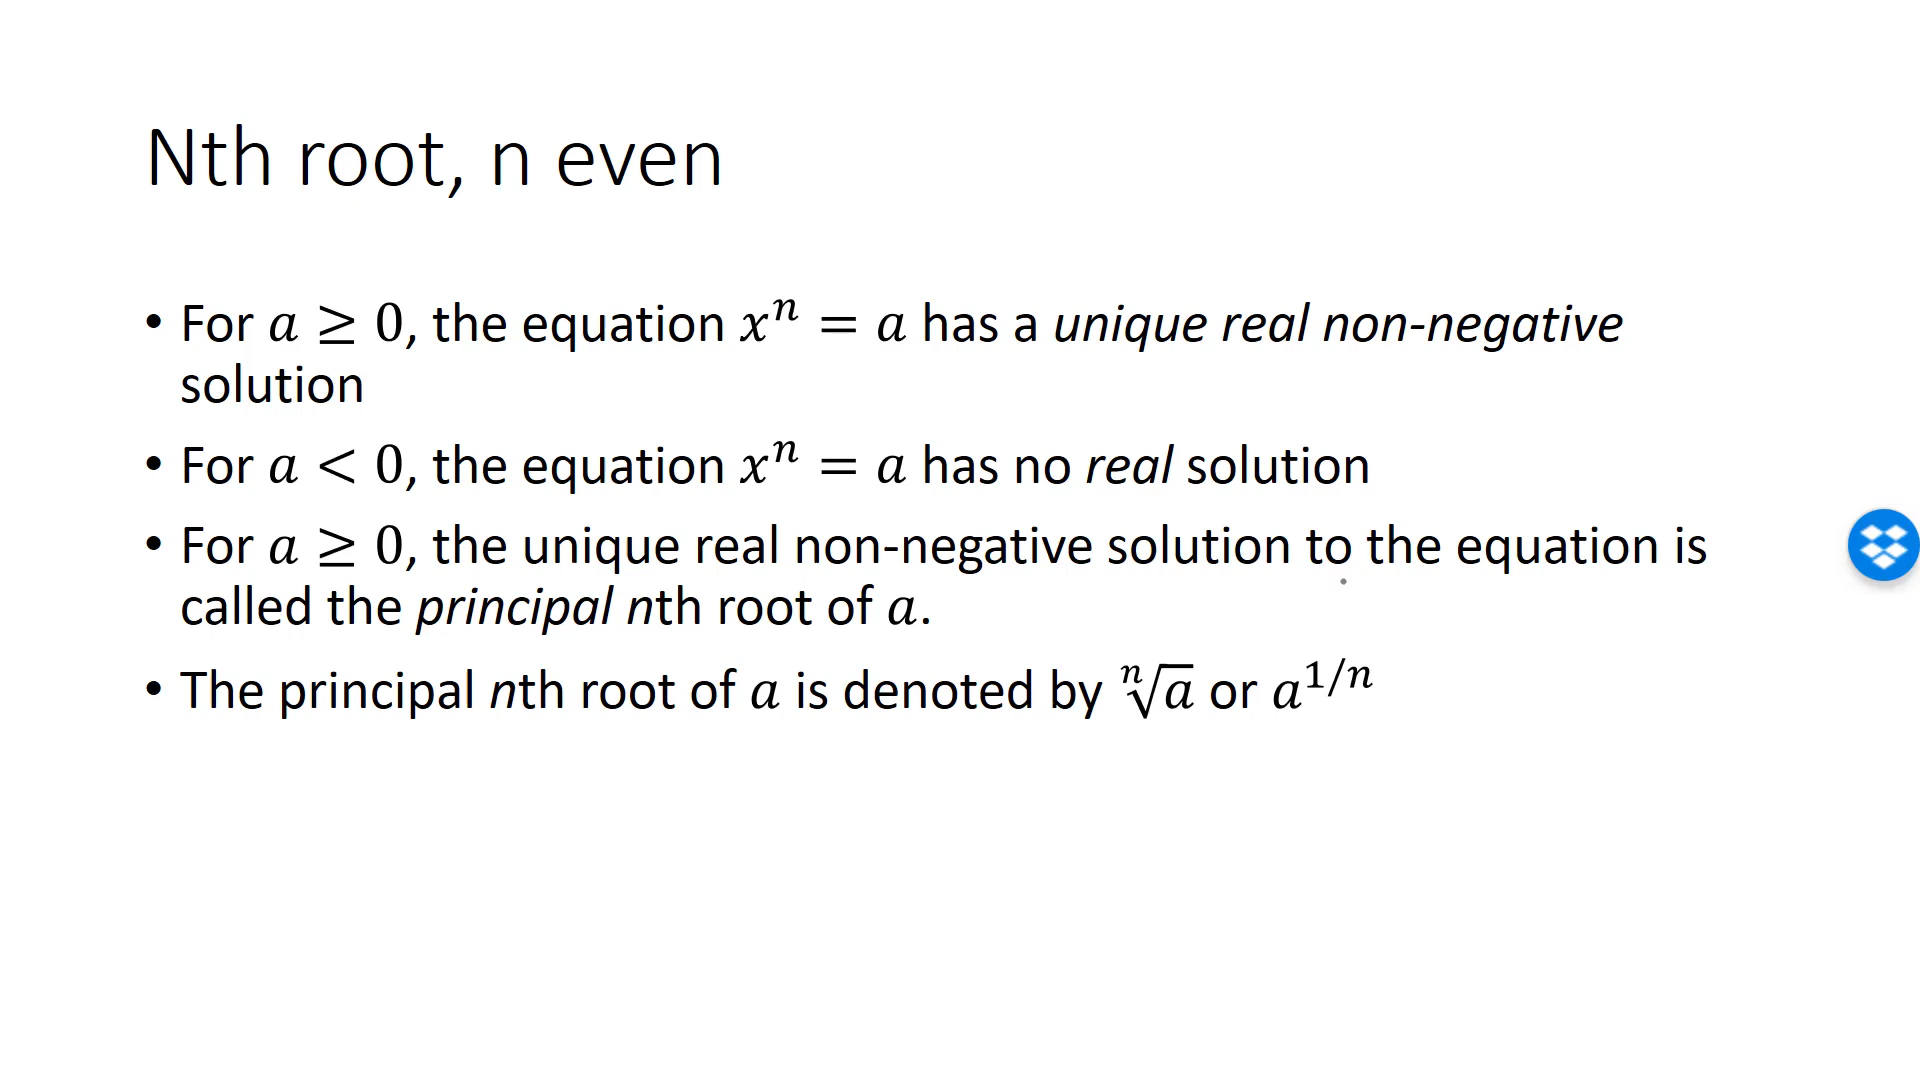 Nth root, n even
• For 𝑎 ≥ 0, the equation 𝑥ⁿ = 𝑎 has a unique real non-negative
solution
• For 𝑎 < 0, the equation 𝑥ⁿ = 𝑎 has no real solution
• For 𝑎 ≥ 0, the unique real non-negative solution to the equation is
called the principal nth root of 𝑎.
• The principal nth root of 𝑎 is denoted by ⁿ√𝑎 or 𝑎^{1/𝑛}